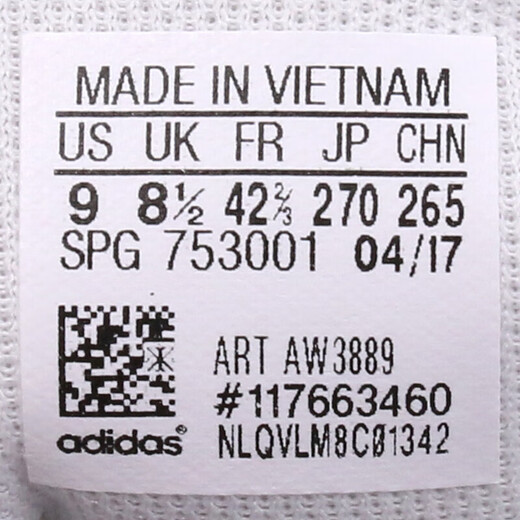 MADE IN VIETNAM
US UK FR JP CHN
9 8½ 42⅔ 270 265
SPG 753001 04/17
ART AW3889
#117663460
adidas® NLQVLM8C01342